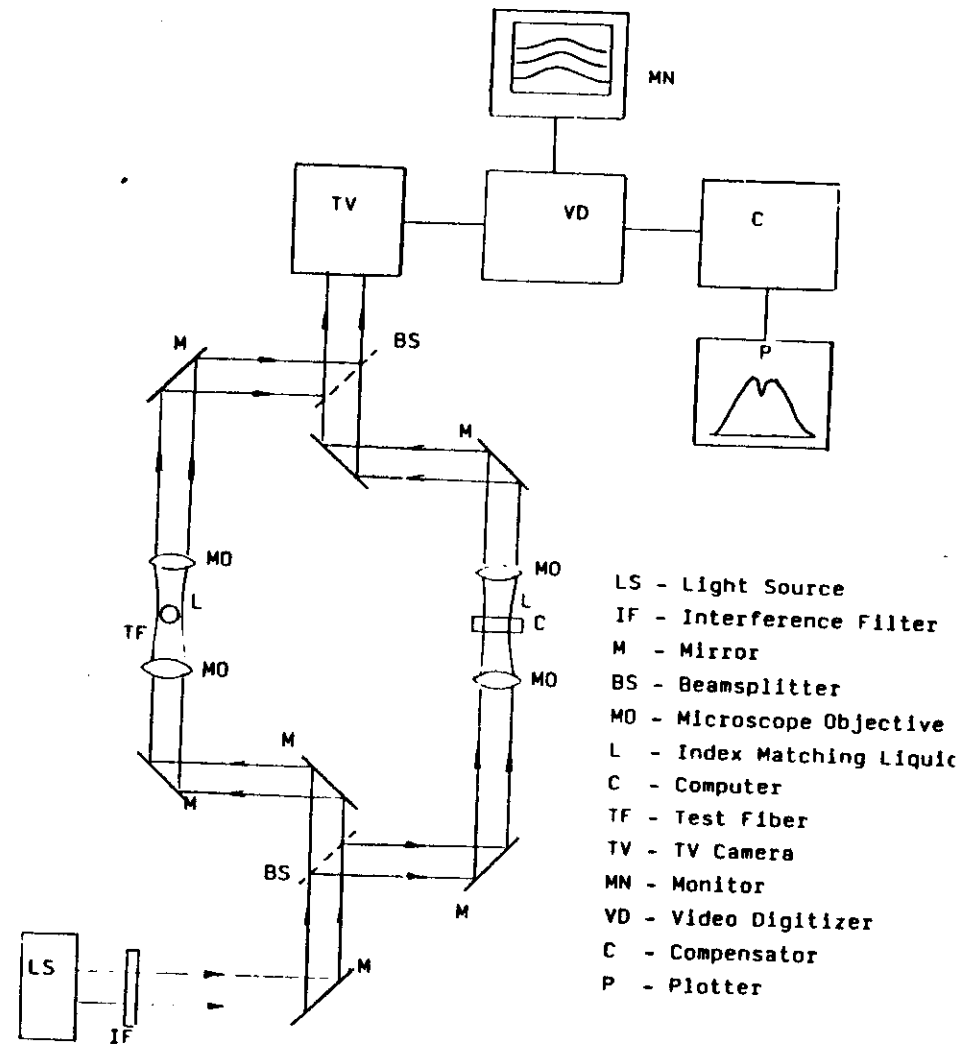 MN
TV
VD
C
P
BS
M
M
MO
L
TF
MO
MO
L
C
MO
M
M
BS
M
M
LS
IF
LS - Light Source
IF - Interference Filter
M - Mirror
BS - Beamsplitter
MO - Microscope Objective
L - Index Matching Liquid
C - Computer
TF - Test Fiber
TV - TV Camera
MN - Monitor
VD - Video Digitizer
C - Compensator
P - Plotter